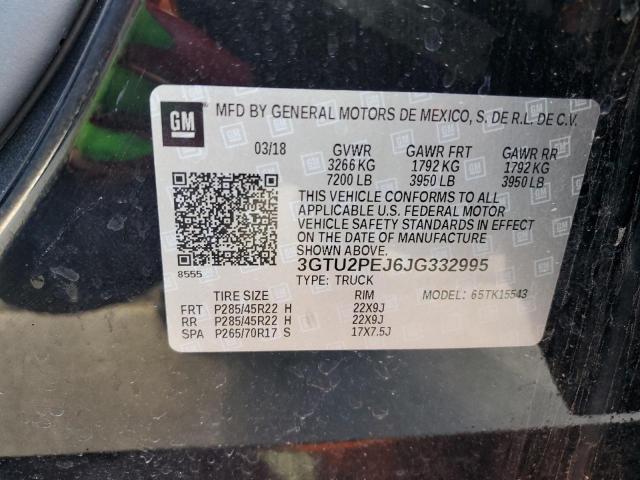 GM
MFD BY GENERAL MOTORS DE MEXICO, S. DE R.L. DE C.V.
03/18 GVWR GAWR FRT GAWR RR
3266 KG 1792 KG 1792 KG
7200 LB 3950 LB 3950 LB
THIS VEHICLE CONFORMS TO ALL
APPLICABLE U.S. FEDERAL MOTOR
VEHICLE SAFETY STANDARDS IN EFFECT
ON THE DATE OF MANUFACTURE
SHOWN ABOVE.
8555
3GTU2PEJ6JG332995
TYPE: TRUCK
TIRE SIZE RIM MODEL: 65TK15543
FRT P285/45R22 H 22X9J
RR P285/45R22 H 22X9J
SPA P265/70R17 S 17X7.5J